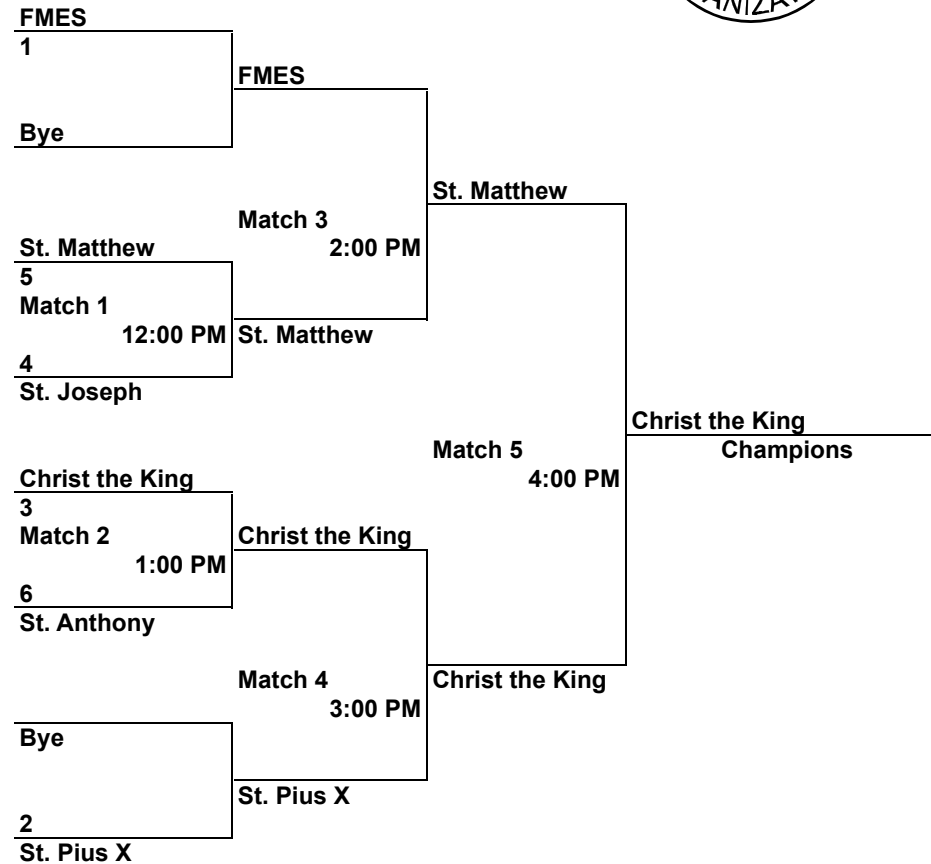 FMES
1
FMES
Bye
St. Matthew
Match 3
St. Matthew
2:00 PM
5
Match 1
12:00 PM
St. Matthew
4
St. Joseph
Christ the King
Champions
Match 5
4:00 PM
Christ the King
3
Match 2
Christ the King
1:00 PM
6
St. Anthony
Match 4
Christ the King
3:00 PM
Bye
St. Pius X
2
St. Pius X